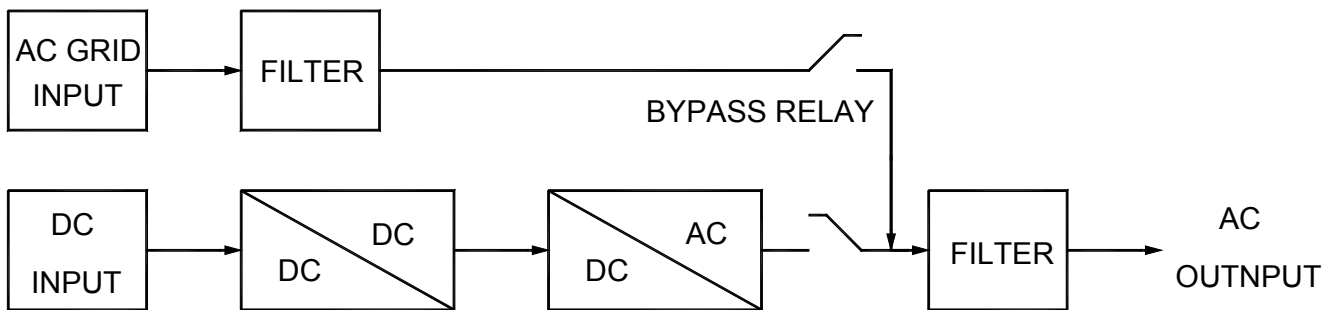 AC GRID
INPUT
FILTER
BYPASS RELAY
DC
INPUT
DC
DC
AC
DC
FILTER
AC
OUTNPUT